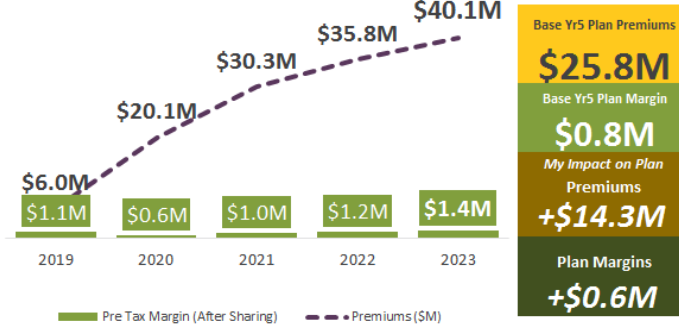 $40.1M
$35.8M
$30.3M
$20.1M
$6.0M
$1.1M $0.6M $1.0M $1.2M $1.4M
2019 2020 2021 2022 2023
Pre Tax Margin (After Sharing) Premiums ($M)
Base Yr5 Plan Premiums
$25.8M
Base Yr5 Plan Margin
$0.8M
My Impact on Plan
Premiums
+$14.3M
Plan Margins
+$0.6M